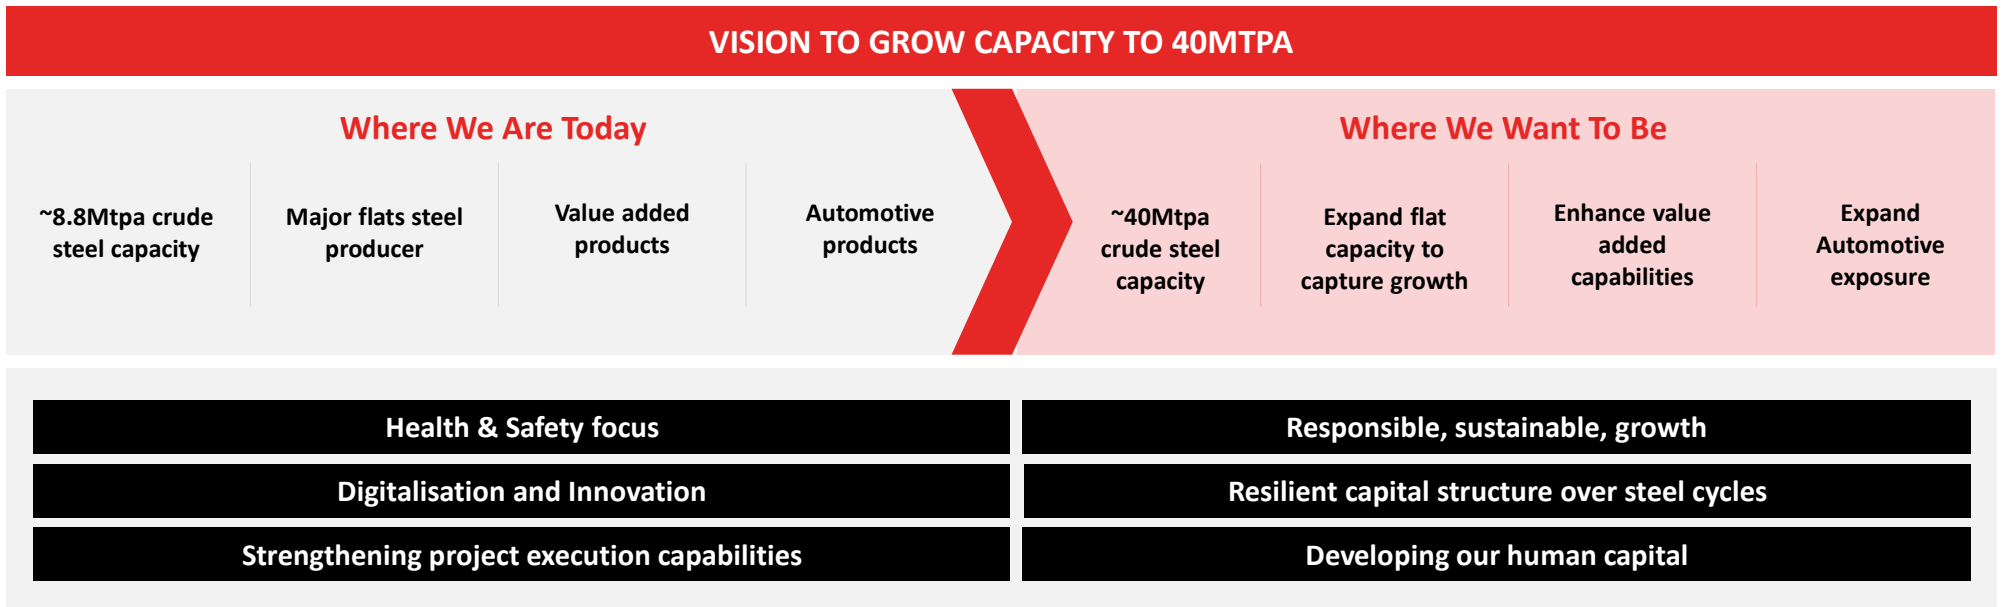 VISION TO GROW CAPACITY TO 40MTPA
Where We Are Today
~8.8Mtpa crude
steel capacity
Major flats steel
producer
Value added
products
Automotive
products
Where We Want To Be
~40Mtpa
crude steel
capacity
Expand flat
capacity to
capture growth
Enhance value
added
capabilities
Expand
Automotive
exposure
Health & Safety focus
Responsible, sustainable, growth
Digitalisation and Innovation
Resilient capital structure over steel cycles
Strengthening project execution capabilities
Developing our human capital